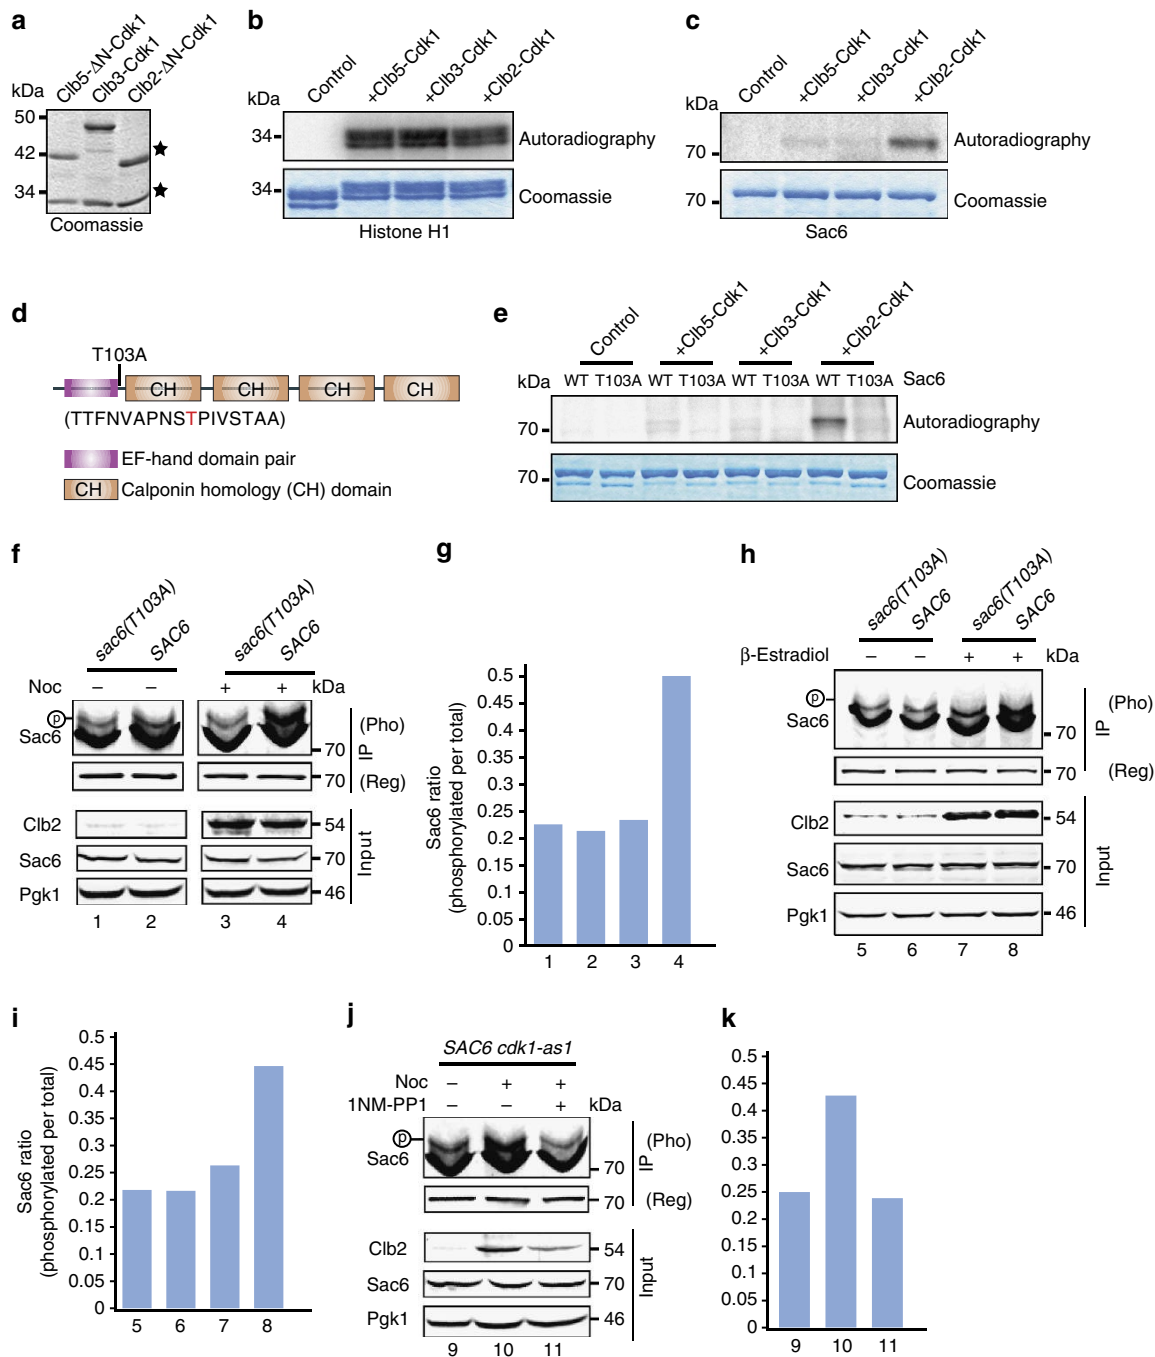 a
Clb5-ΔN-Cdk1
Clb3-Cdk1
Clb2-ΔN-Cdk1
kDa
50
42
34
Coomassie
b
Control
+Clb5-Cdk1
+Clb3-Cdk1
+Clb2-Cdk1
kDa
34
Autoradiography
34
Coomassie
Histone H1
c
Control
+Clb5-Cdk1
+Clb3-Cdk1
+Clb2-Cdk1
kDa
70
Autoradiography
70
Coomassie
Sac6
d
T103A
CH CH CH CH
(TTFNVAPNSTPIVSTAA)
EF-hand domain pair
CH Calponin homology (CH) domain
e
Control
+Clb5-Cdk1
+Clb3-Cdk1
+Clb2-Cdk1
kDa WT T103A WT T103A WT T103A WT T103A Sac6
70
Autoradiography
70
Coomassie
f
sac6(T103A)
SAC6
sac6(T103A)
SAC6
Noc – – + + kDa
p
Sac6
70
(Pho)
IP
70
(Reg)
Clb2
54
Sac6
70
Input
Pgk1
46
1 2 3 4
g
Sac6 ratio
(phosphorylated per total)
0.5
0.45
0.4
0.35
0.3
0.25
0.2
0.15
0.1
0.05
0
1 2 3 4
h
sac6(T103A)
SAC6
sac6(T103A)
SAC6
β-Estradiol – – + + kDa
p
Sac6
70
(Pho)
IP
70
(Reg)
Clb2
54
Sac6
70
Input
Pgk1
46
5 6 7 8
i
Sac6 ratio
(phosphorylated per total)
0.5
0.45
0.4
0.35
0.3
0.25
0.2
0.15
0.1
0.05
0
5 6 7 8
j
SAC6 cdk1-as1
Noc – + +
1NM-PP1 – – + kDa
p
Sac6
70
(Pho)
IP
70
(Reg)
Clb2
54
Sac6
70
Input
Pgk1
46
9 10 11
k
0.5
0.45
0.4
0.35
0.3
0.25
0.2
0.15
0.1
0.05
0
9 10 11